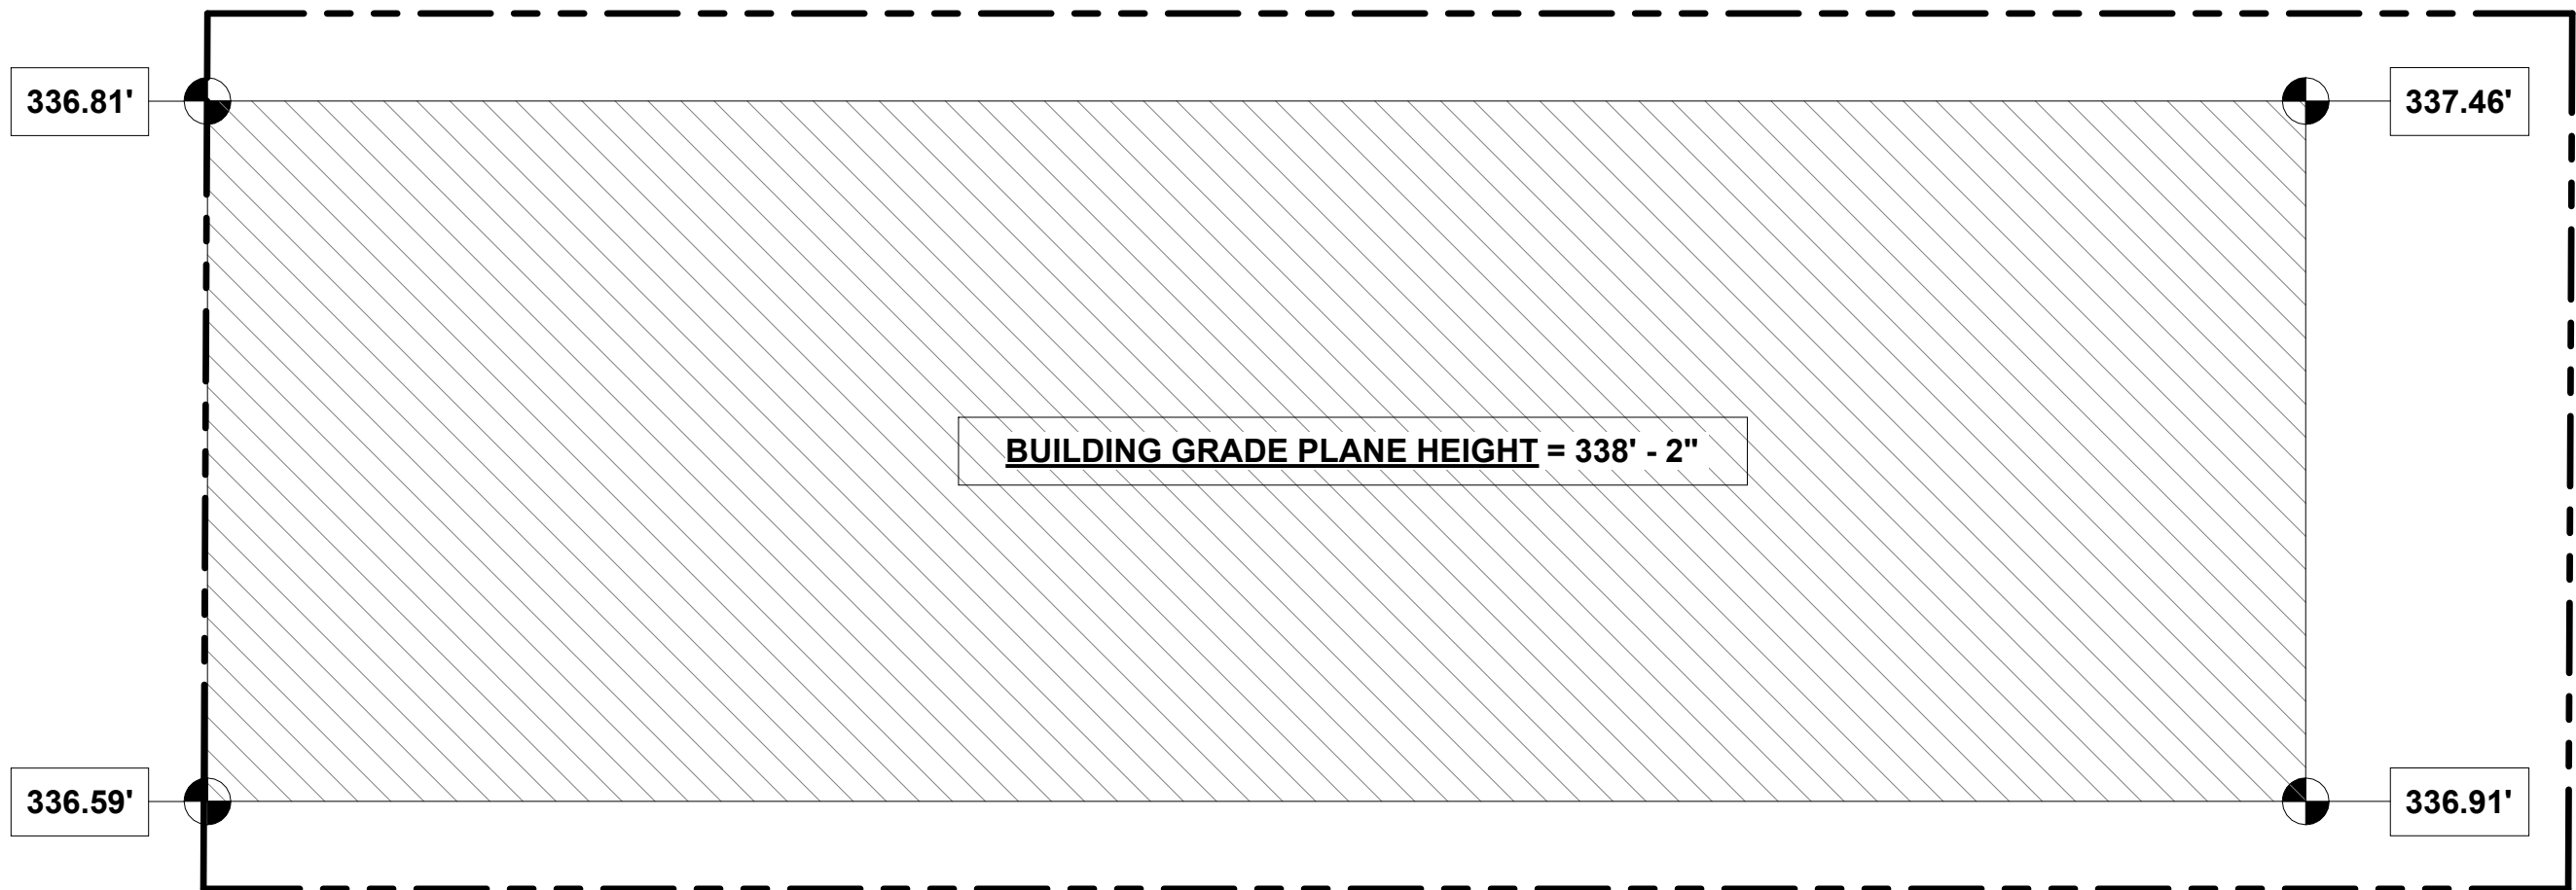 336.81'
337.46'
BUILDING GRADE PLANE HEIGHT = 338' - 2"
336.59'
336.91'